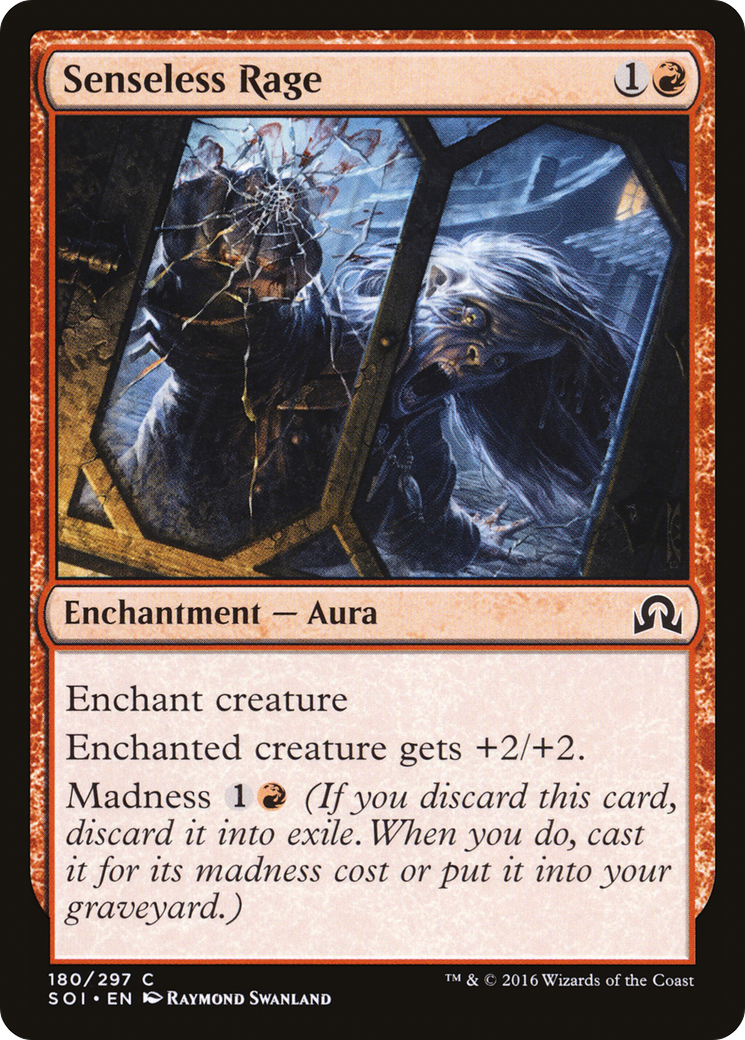 Senseless Rage 1
Enchantment — Aura
Enchant creature
Enchanted creature gets +2/+2.
Madness 1 (If you discard this card,
discard it into exile. When you do, cast
it for its madness cost or put it into your
graveyard.)
180/297 C
SOI • EN Raymond Swanland
™ & © 2016 Wizards of the Coast